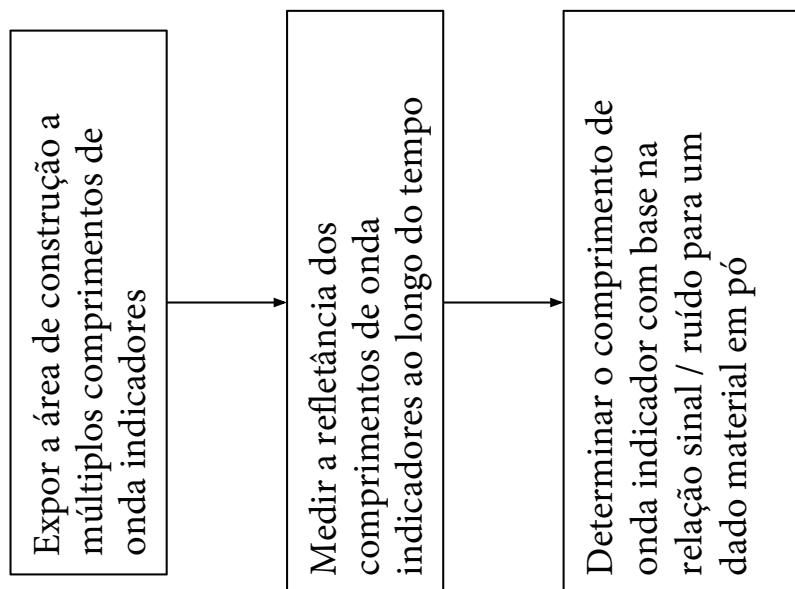 Expor a área de construção a
múltiplos comprimentos de
onda indicadores
Medir a refletância dos
comprimentos de onda
indicadores ao longo do tempo
Determinar o comprimento de
onda indicador com base na
relação sinal / ruído para um
dado material em pó